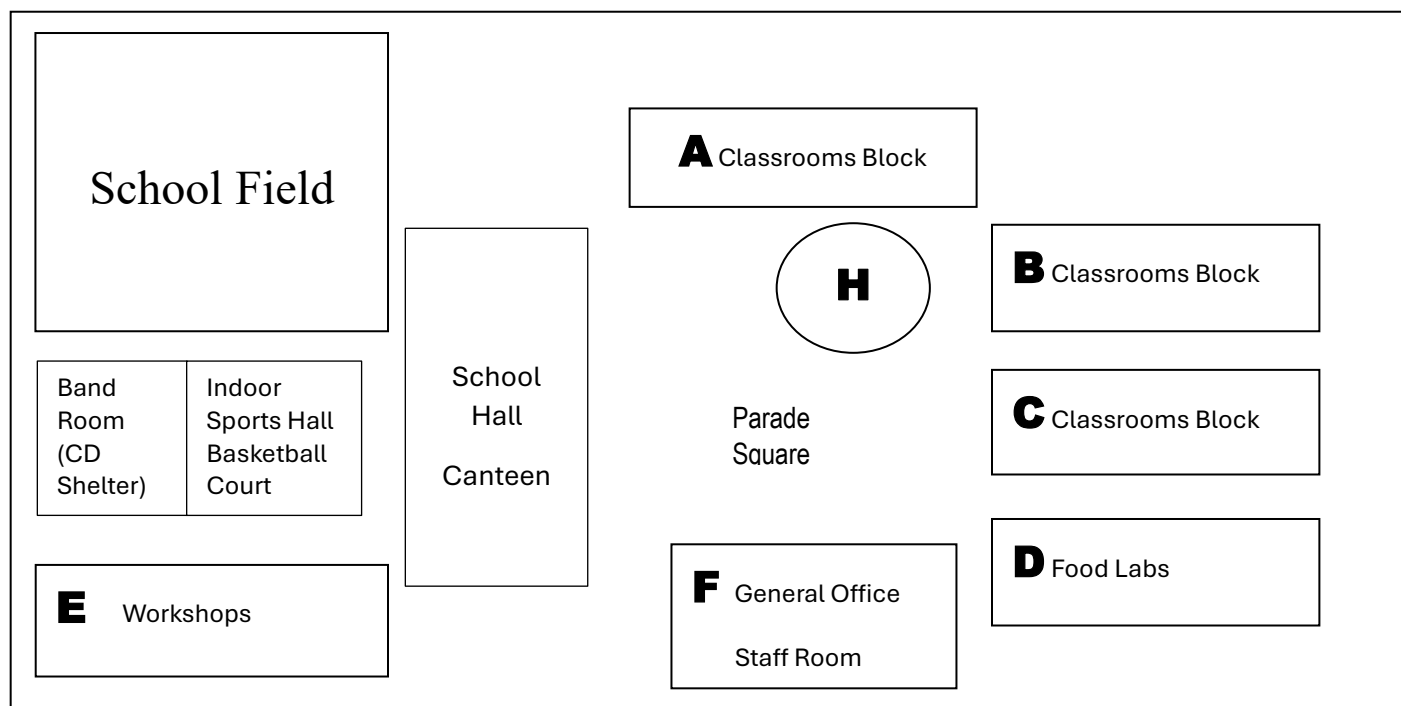 School Field
A Classrooms Block
H
B Classrooms Block
Band
Room
(CD
Shelter)
Indoor
Sports Hall
Basketball
Court
School
Hall
Canteen
Parade
Square
C Classrooms Block
E Workshops
F General Office
Staff Room
D Food Labs